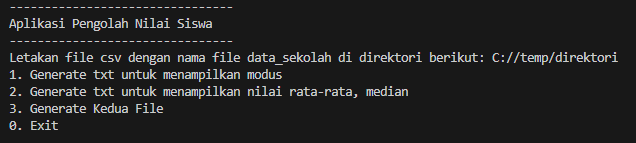 -------------------------------
Aplikasi Pengolah Nilai Siswa
-------------------------------
Letakan file csv dengan nama file data_sekolah di direktori berikut: C://temp/direktori
1. Generate txt untuk menampilkan modus
2. Generate txt untuk menampilkan nilai rata-rata, median
3. Generate Kedua File
0. Exit